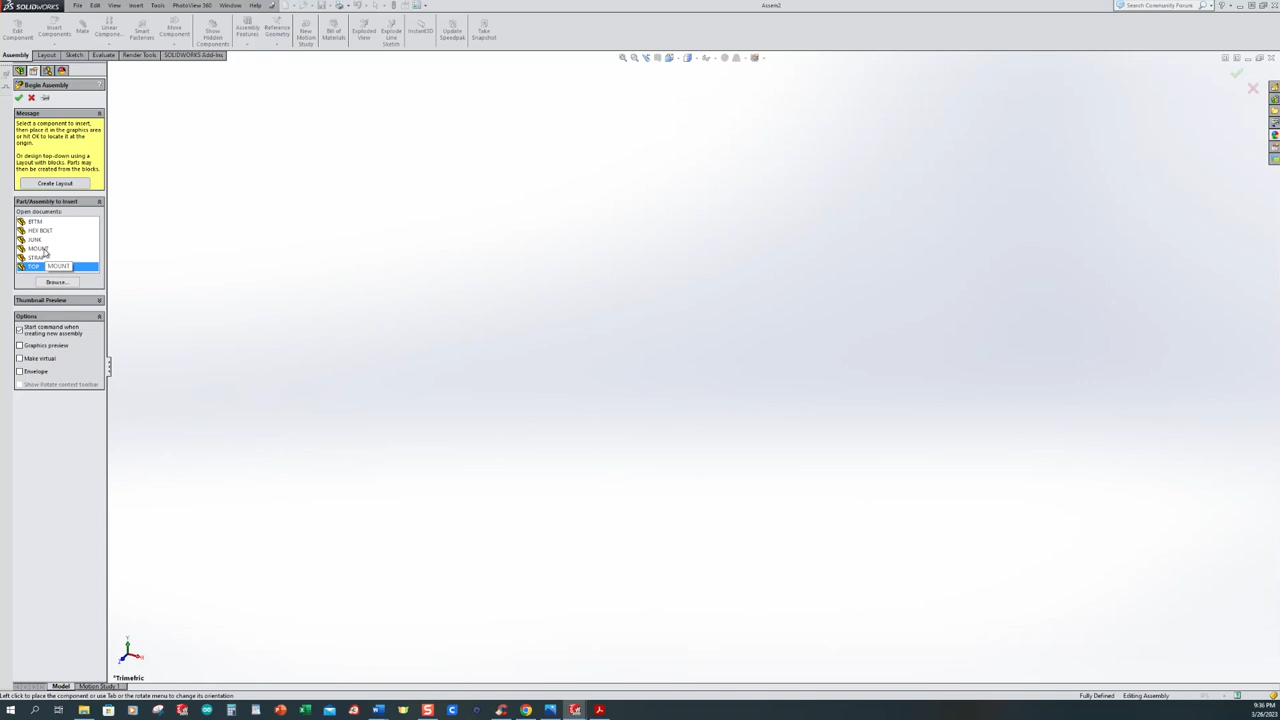 SOLIDWORKS File Edit View Insert Tools PhotoView 360 Window Help Assem2 Search Community Forum
Edit Component
Insert Components
Mate
Linear Compone...
Smart Fasteners
Move Component
Show Hidden Components
Assembly Features
Reference Geometry
New Motion Study
Bill of Materials
Exploded View
Explode Line Sketch
Instant3D
Update Speedpak
Take Snapshot
Assembly Layout Sketch Evaluate Render Tools SOLIDWORKS Add-Ins
Begin Assembly
Message
Select a component to insert,
then place it in the graphics area
or hit OK to locate it at the
origin.
Or design top-down using a
Layout with blocks. Parts may
then be created from the blocks.
Create Layout
Part/Assembly to Insert
Open documents:
BTTM
HEX BOLT
JUNK
MOUNT
STRAP
TOP MOUNT
Browse...
Thumbnail Preview
Options
Start command when
creating new assembly
Graphics preview
Make virtual
Envelope
Show Rotate context toolbar
Y
*Trimetric
Model Motion Study 1
Left click to place the component or use Tab or the rotate menu to change its orientation Fully Defined Editing Assembly
9:36 PM
3/26/2023